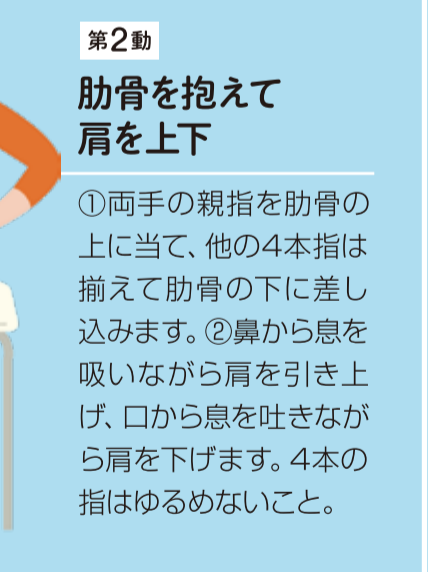 第2動
肋骨を抱えて
肩を上下
①両手の親指を肋骨の
上に当て、他の4本指は
揃えて肋骨の下に差し
込みます。②鼻から息を
吸いながら肩を引き上
げ、口から息を吐きなが
ら肩を下げます。4本の
指はゆるめないこと。